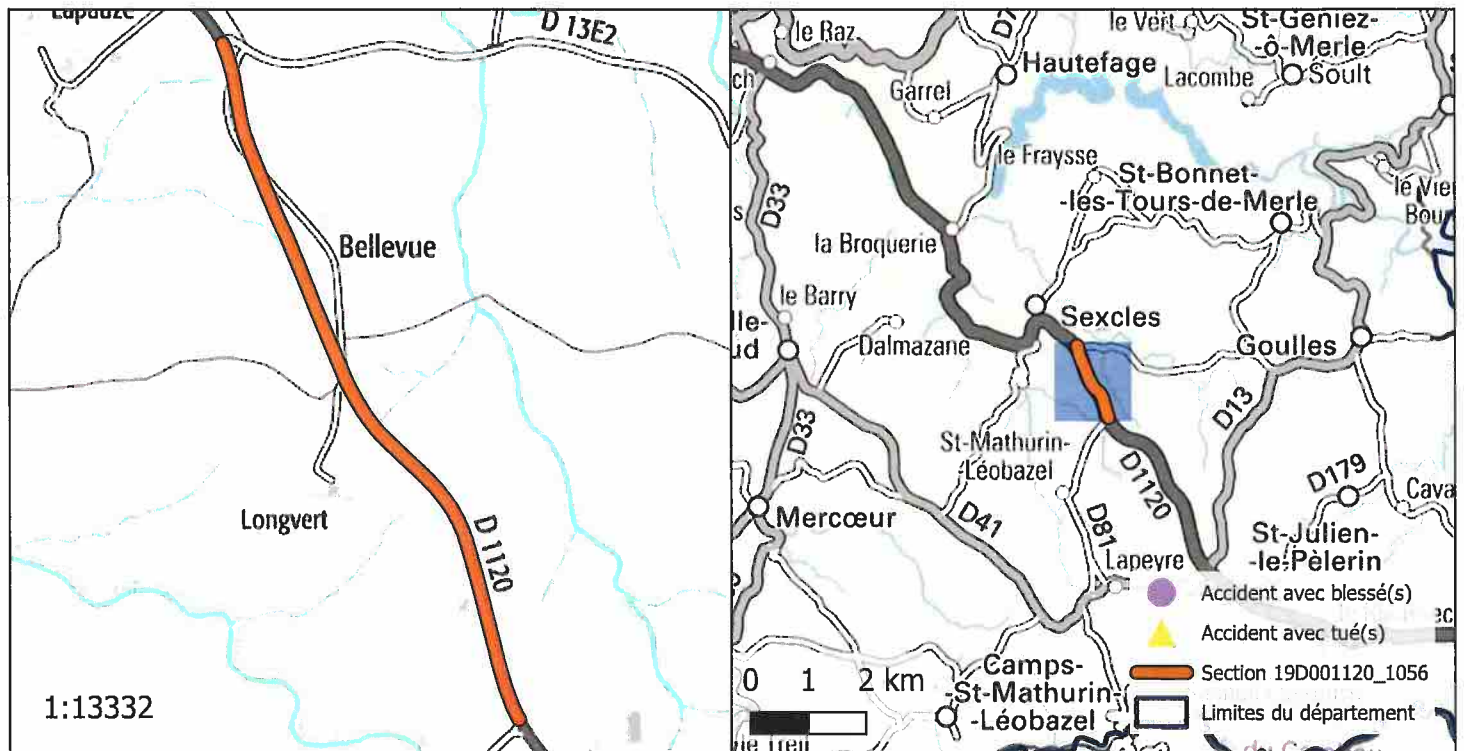 Lapauze
D 13E2
Bellevue
Longvert
D 1120
1:13332
le Raz
Garrel
Hautefage
le Vert
St-Geniez-
-ô-Merle
Lacombe
Soult
le Fraysse
St-Bonnet-
-les-Tours-de-Merle
D33
la Broquerie
le Barry
Sexcles
Dalmazane
Goulles
D33
St-Mathurin-
-Léobazel
D13
D1120
D179
Mercœur
D41
D81
Lapeyre
St-Julien-
-le-Pèlerin
Accident avec blessé(s)
Accident avec tué(s)
Section 19D001120_1056
Limites du département
Camps-
-St-Mathurin-
-Léobazel
0 1 2 km